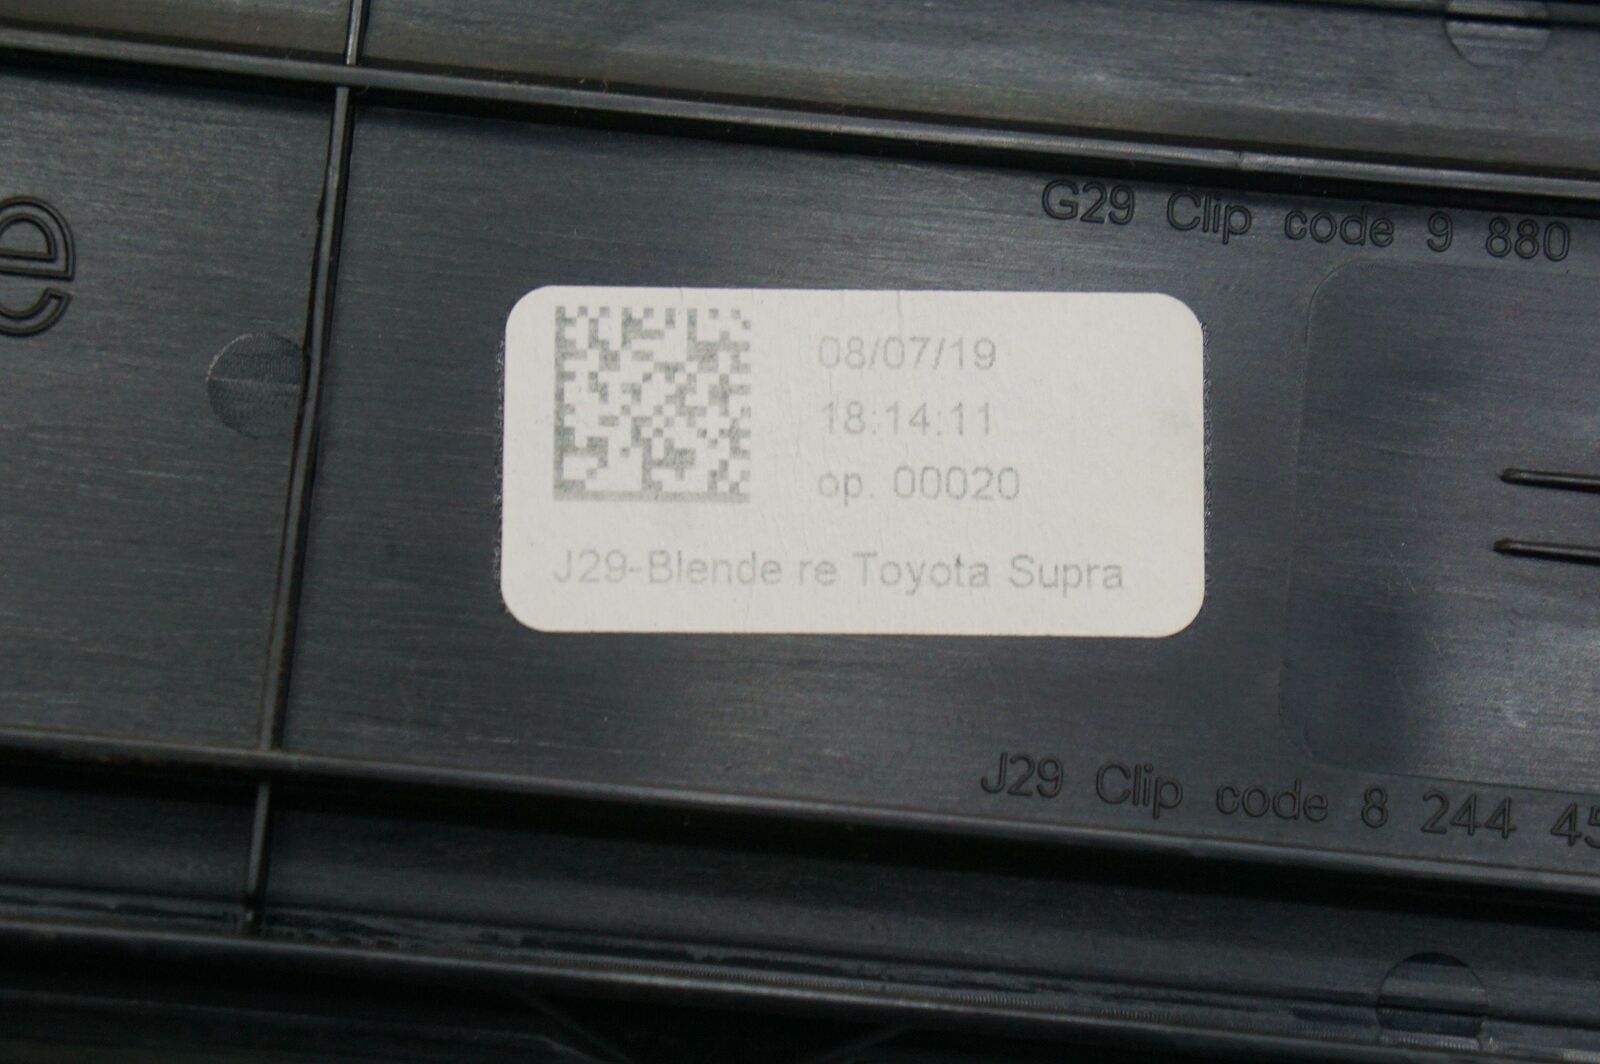 G29 Clip code 9 880
08/07/19
18:14:11
op. 00020
J29-Blende re Toyota Supra
J29 Clip code 8 244 45